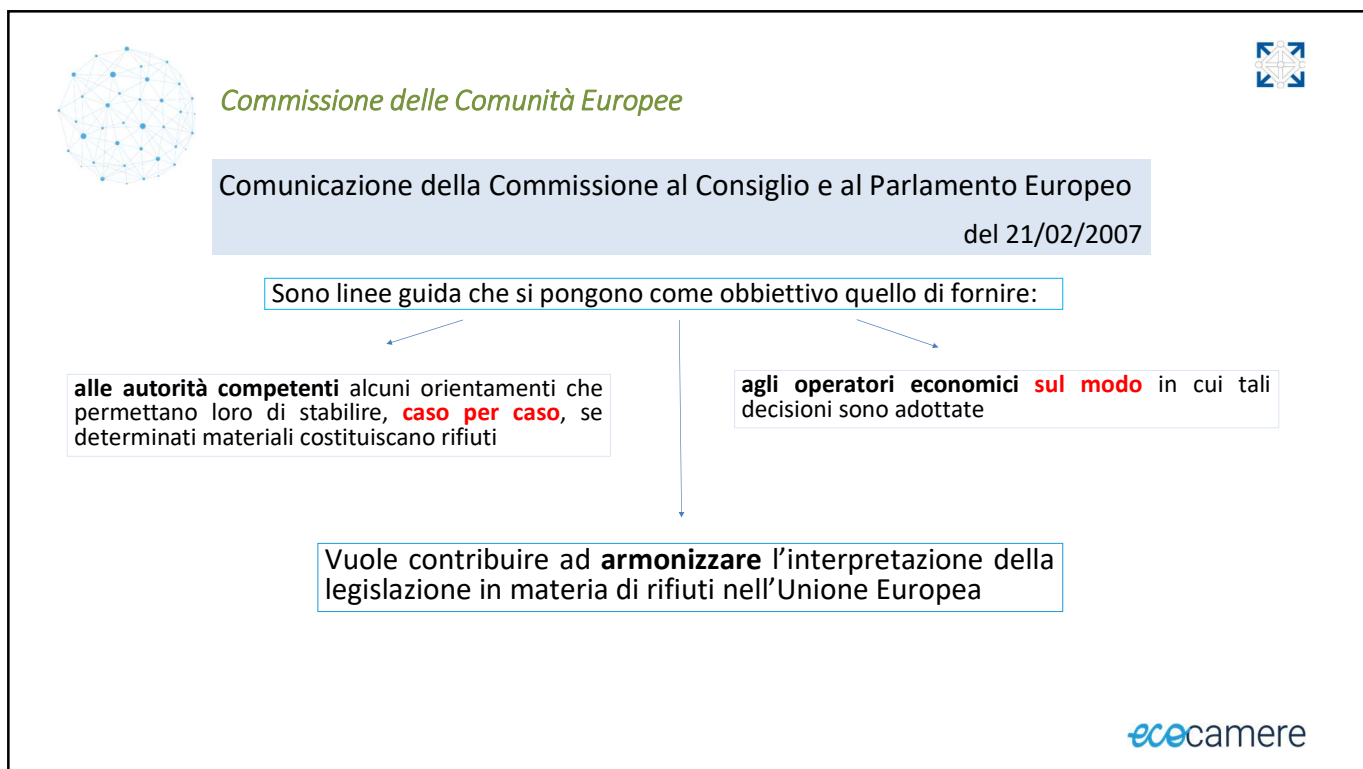 Commissione delle Comunità Europee
Comunicazione della Commissione al Consiglio e al Parlamento Europeo
del 21/02/2007
Sono linee guida che si pongono come obbiettivo quello di fornire:
alle autorità competenti alcuni orientamenti che
permettano loro di stabilire, caso per caso, se
determinati materiali costituiscano rifiuti
agli operatori economici sul modo in cui tali
decisioni sono adottate
Vuole contribuire ad armonizzare l’interpretazione della
legislazione in materia di rifiuti nell’Unione Europea
ecocamere